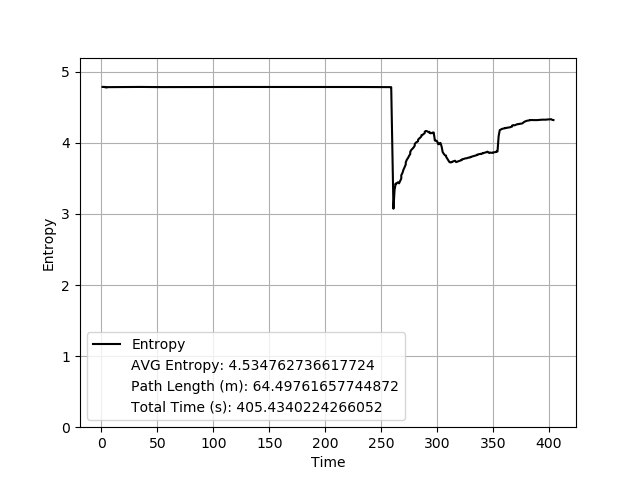 5
4
3
2
1
0
Entropy
Entropy
AVG Entropy: 4.534762736617724
Path Length (m): 64.49761657744872
Total Time (s): 405.4340224266052
0 50 100 150 200 250 300 350 400
Time